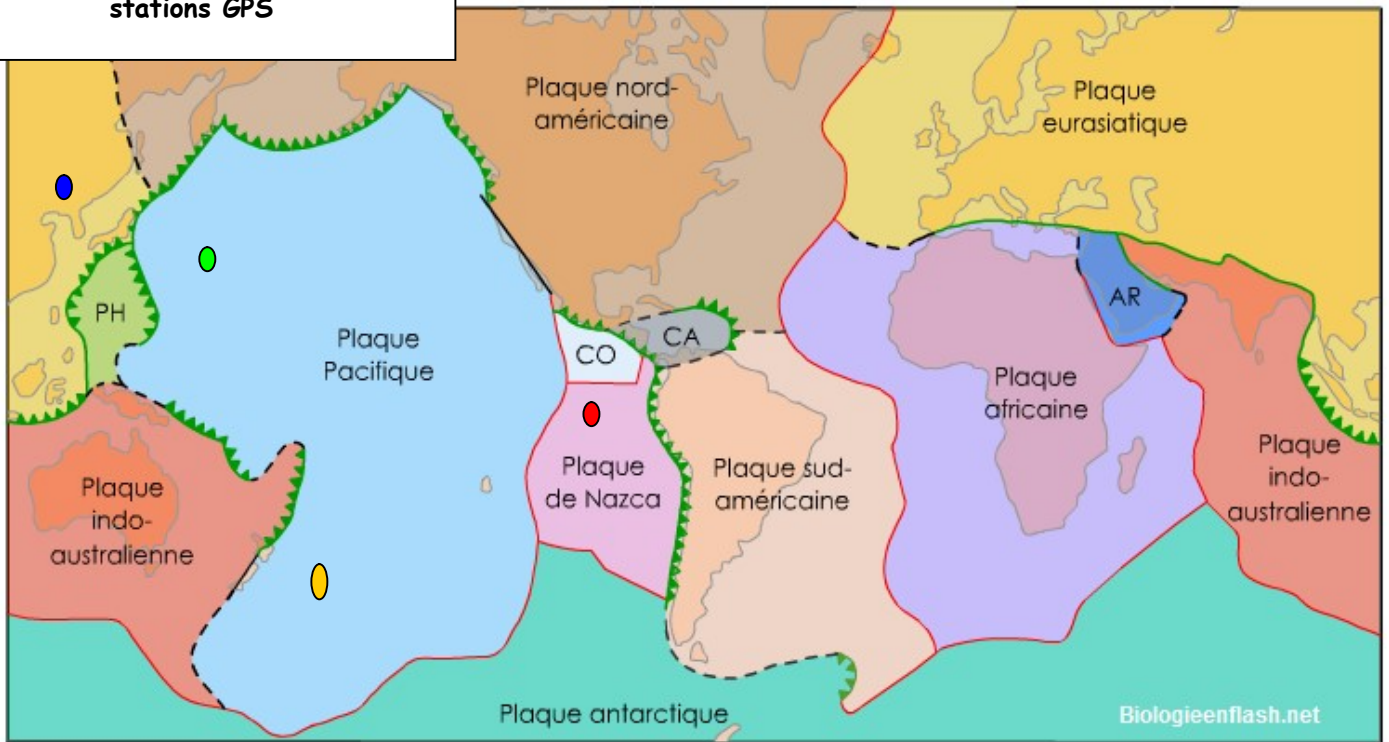 stations GPS
Plaque nord-
américaine
Plaque
eurasiatique
PH
Plaque
Pacifique
CO
CA
AR
Plaque
africaine
Plaque
de Nazca
Plaque sud-
américaine
Plaque
indo-
australienne
Plaque
indo-
australienne
Plaque antarctique
Biologieenflash.net